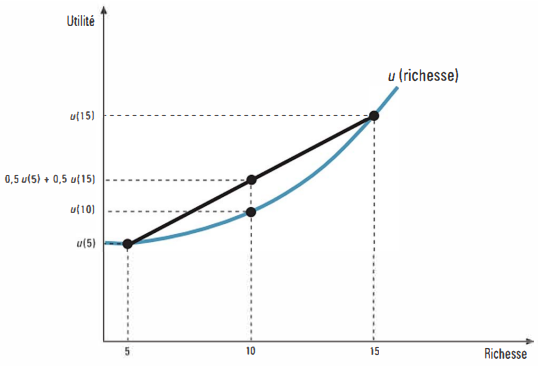 Utilité
u (richesse)
u(15)
0,5 u(5) + 0,5 u(15)
u(10)
u(5)
5
10
15
Richesse